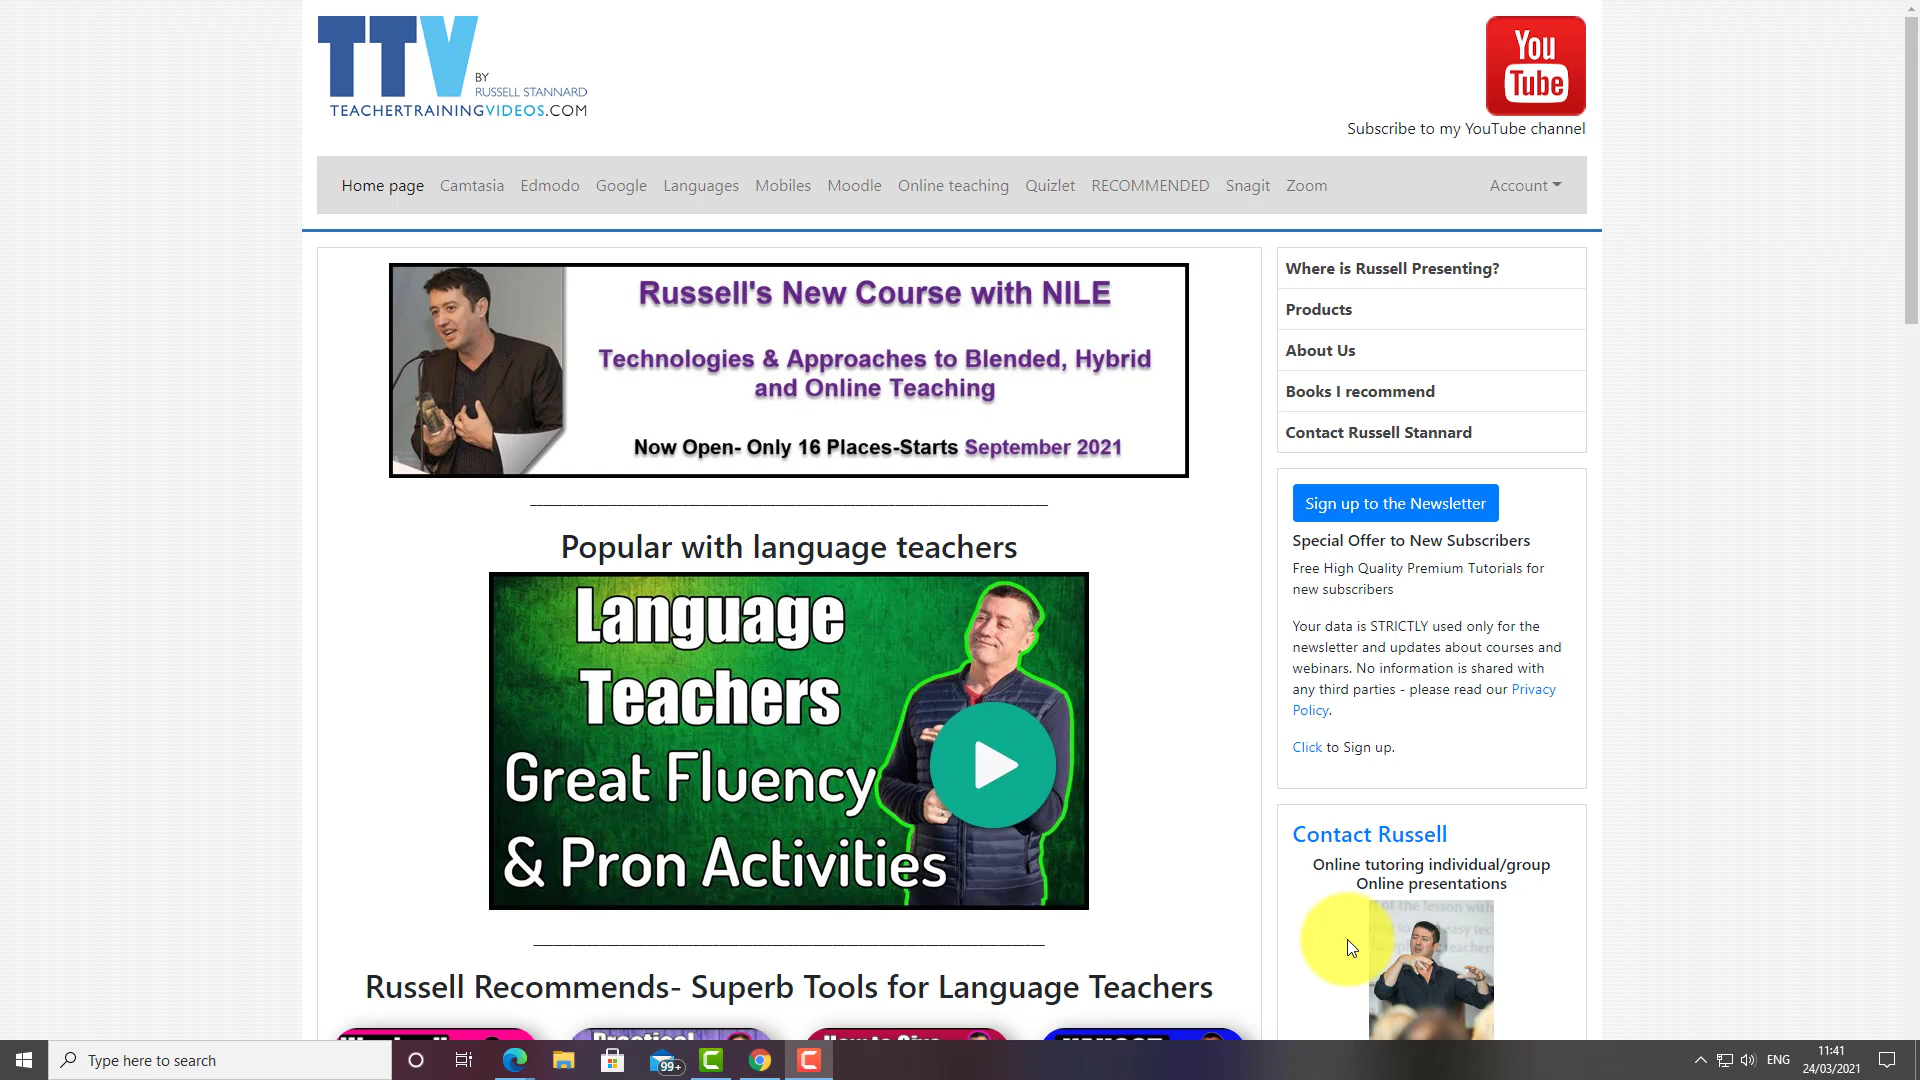 TTV
BY
RUSSELL STANNARD
TEACHERTRAININGVIDEOS.COM
You
Tube
Subscribe to my YouTube channel
Home page Camtasia Edmodo Google Languages Mobiles Moodle Online teaching Quizlet RECOMMENDED Snagit Zoom Account
Russell's New Course with NILE
Technologies & Approaches to Blended, Hybrid
and Online Teaching
Now Open- Only 16 Places-Starts September 2021
Popular with language teachers
Language
Teachers
Great Fluency
& Pron Activities
Russell Recommends- Superb Tools for Language Teachers
Where is Russell Presenting?
Products
About Us
Books I recommend
Contact Russell Stannard
Sign up to the Newsletter
Special Offer to New Subscribers
Free High Quality Premium Tutorials for
new subscribers
Your data is STRICTLY used only for the
newsletter and updates about courses and
webinars. No information is shared with
any third parties - please read our Privacy
Policy.
Click to Sign up.
Contact Russell
Online tutoring individual/group
Online presentations
of the lesson with
Type here to search
99+
ENG
11:41
24/03/2021